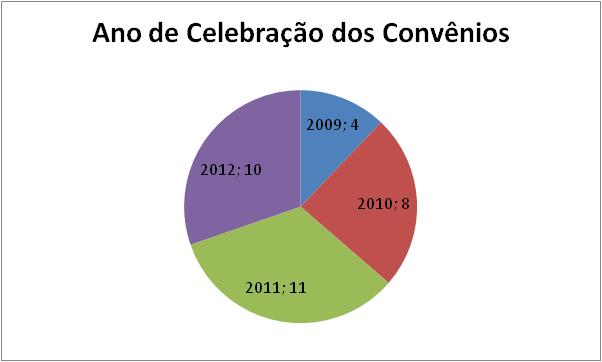 Ano de Celebração dos Convênios
2009; 4
2010; 8
2011; 11
2012; 10